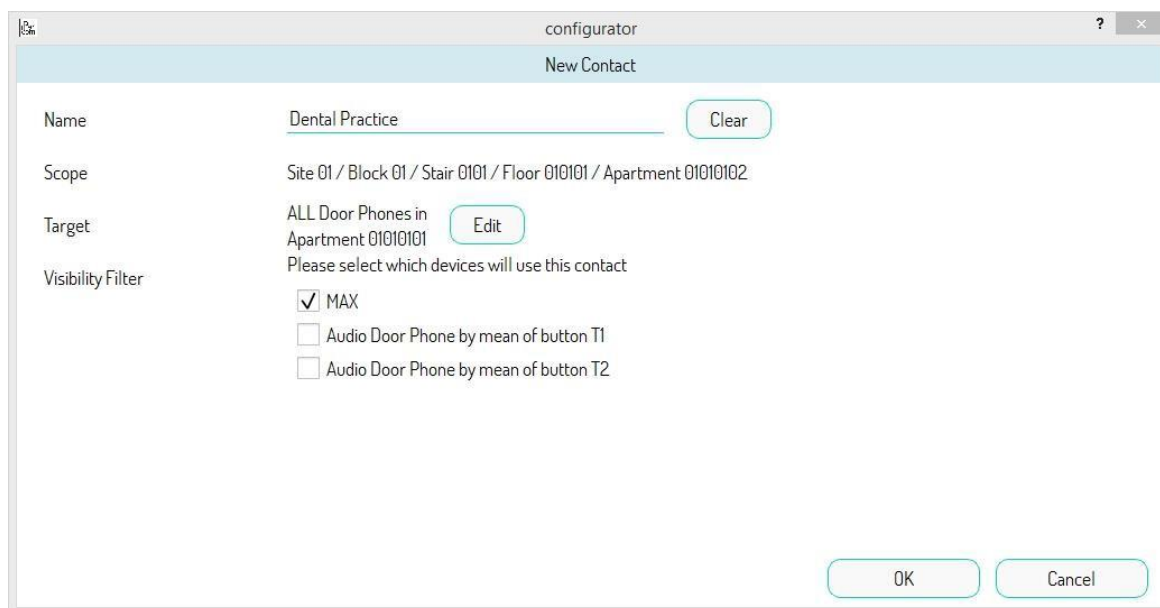 configurator
?
New Contact
Name
Dental Practice
Clear
Scope
Site 01 / Block 01 / Stair 0101 / Floor 010101 / Apartment 01010102
Target
ALL Door Phones in
Apartment 01010101
Edit
Visibility Filter
Please select which devices will use this contact
MAX
Audio Door Phone by mean of button T1
Audio Door Phone by mean of button T2
OK
Cancel